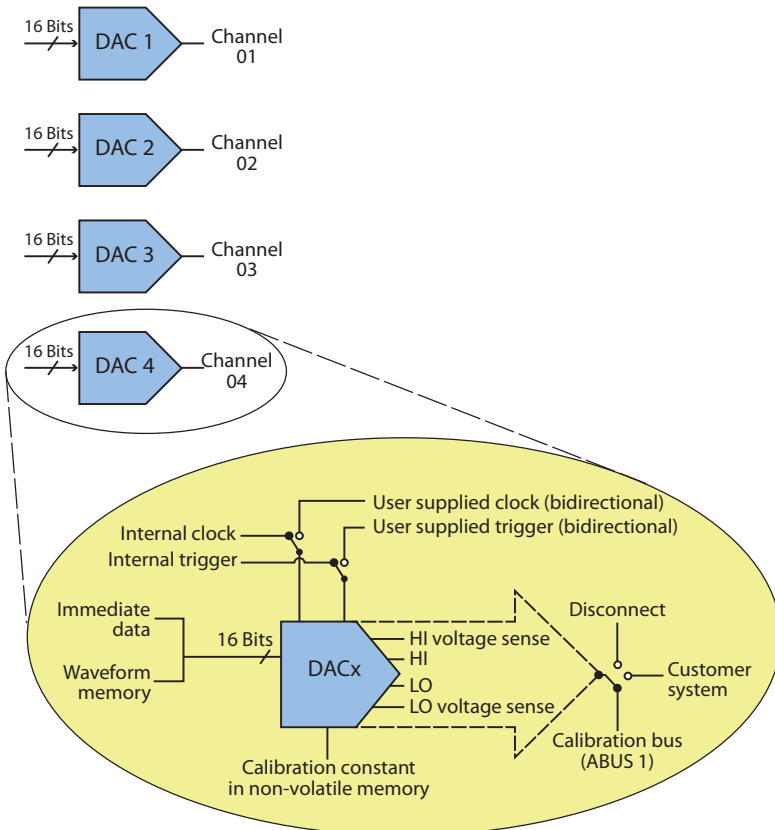 16 Bits
DAC 1
Channel
01
16 Bits
DAC 2
Channel
02
16 Bits
DAC 3
Channel
03
16 Bits
DAC 4
Channel
04
User supplied clock (bidirectional)
Internal clock
User supplied trigger (bidirectional)
Internal trigger
Immediate
data
16 Bits
Waveform
memory
DACx
HI voltage sense
HI
LO
LO voltage sense
Disconnect
Customer
system
Calibration bus
(ABUS 1)
Calibration constant
in non-volatile memory